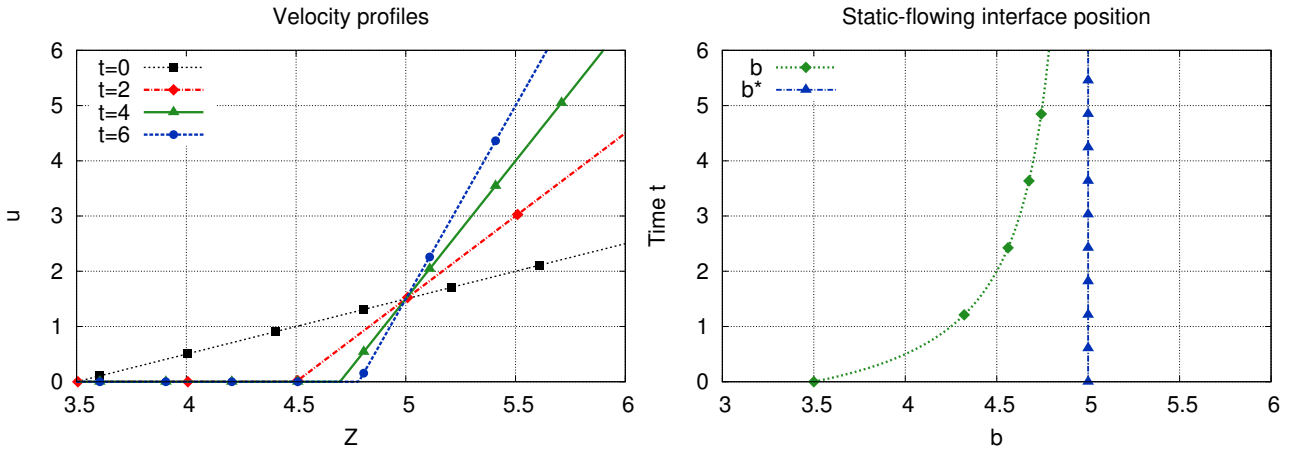 Velocity profiles
t=0
t=2
t=4
t=6
6
5
4
3
2
1
0
u
3.5 4 4.5 5 5.5 6
Z
Static-flowing interface position
b
b*
6
5
4
3
2
1
0
Time t
3 3.5 4 4.5 5 5.5 6
b